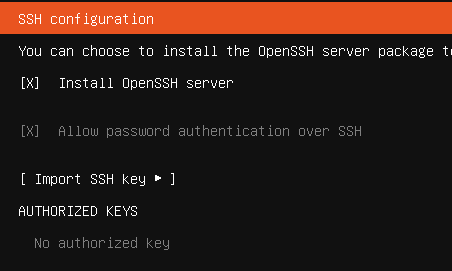 SSH configuration
You can choose to install the OpenSSH server package
[X] Install OpenSSH server
[X] Allow password authentication over SSH
[ Import SSH key ▸ ]
AUTHORIZED KEYS
No authorized key